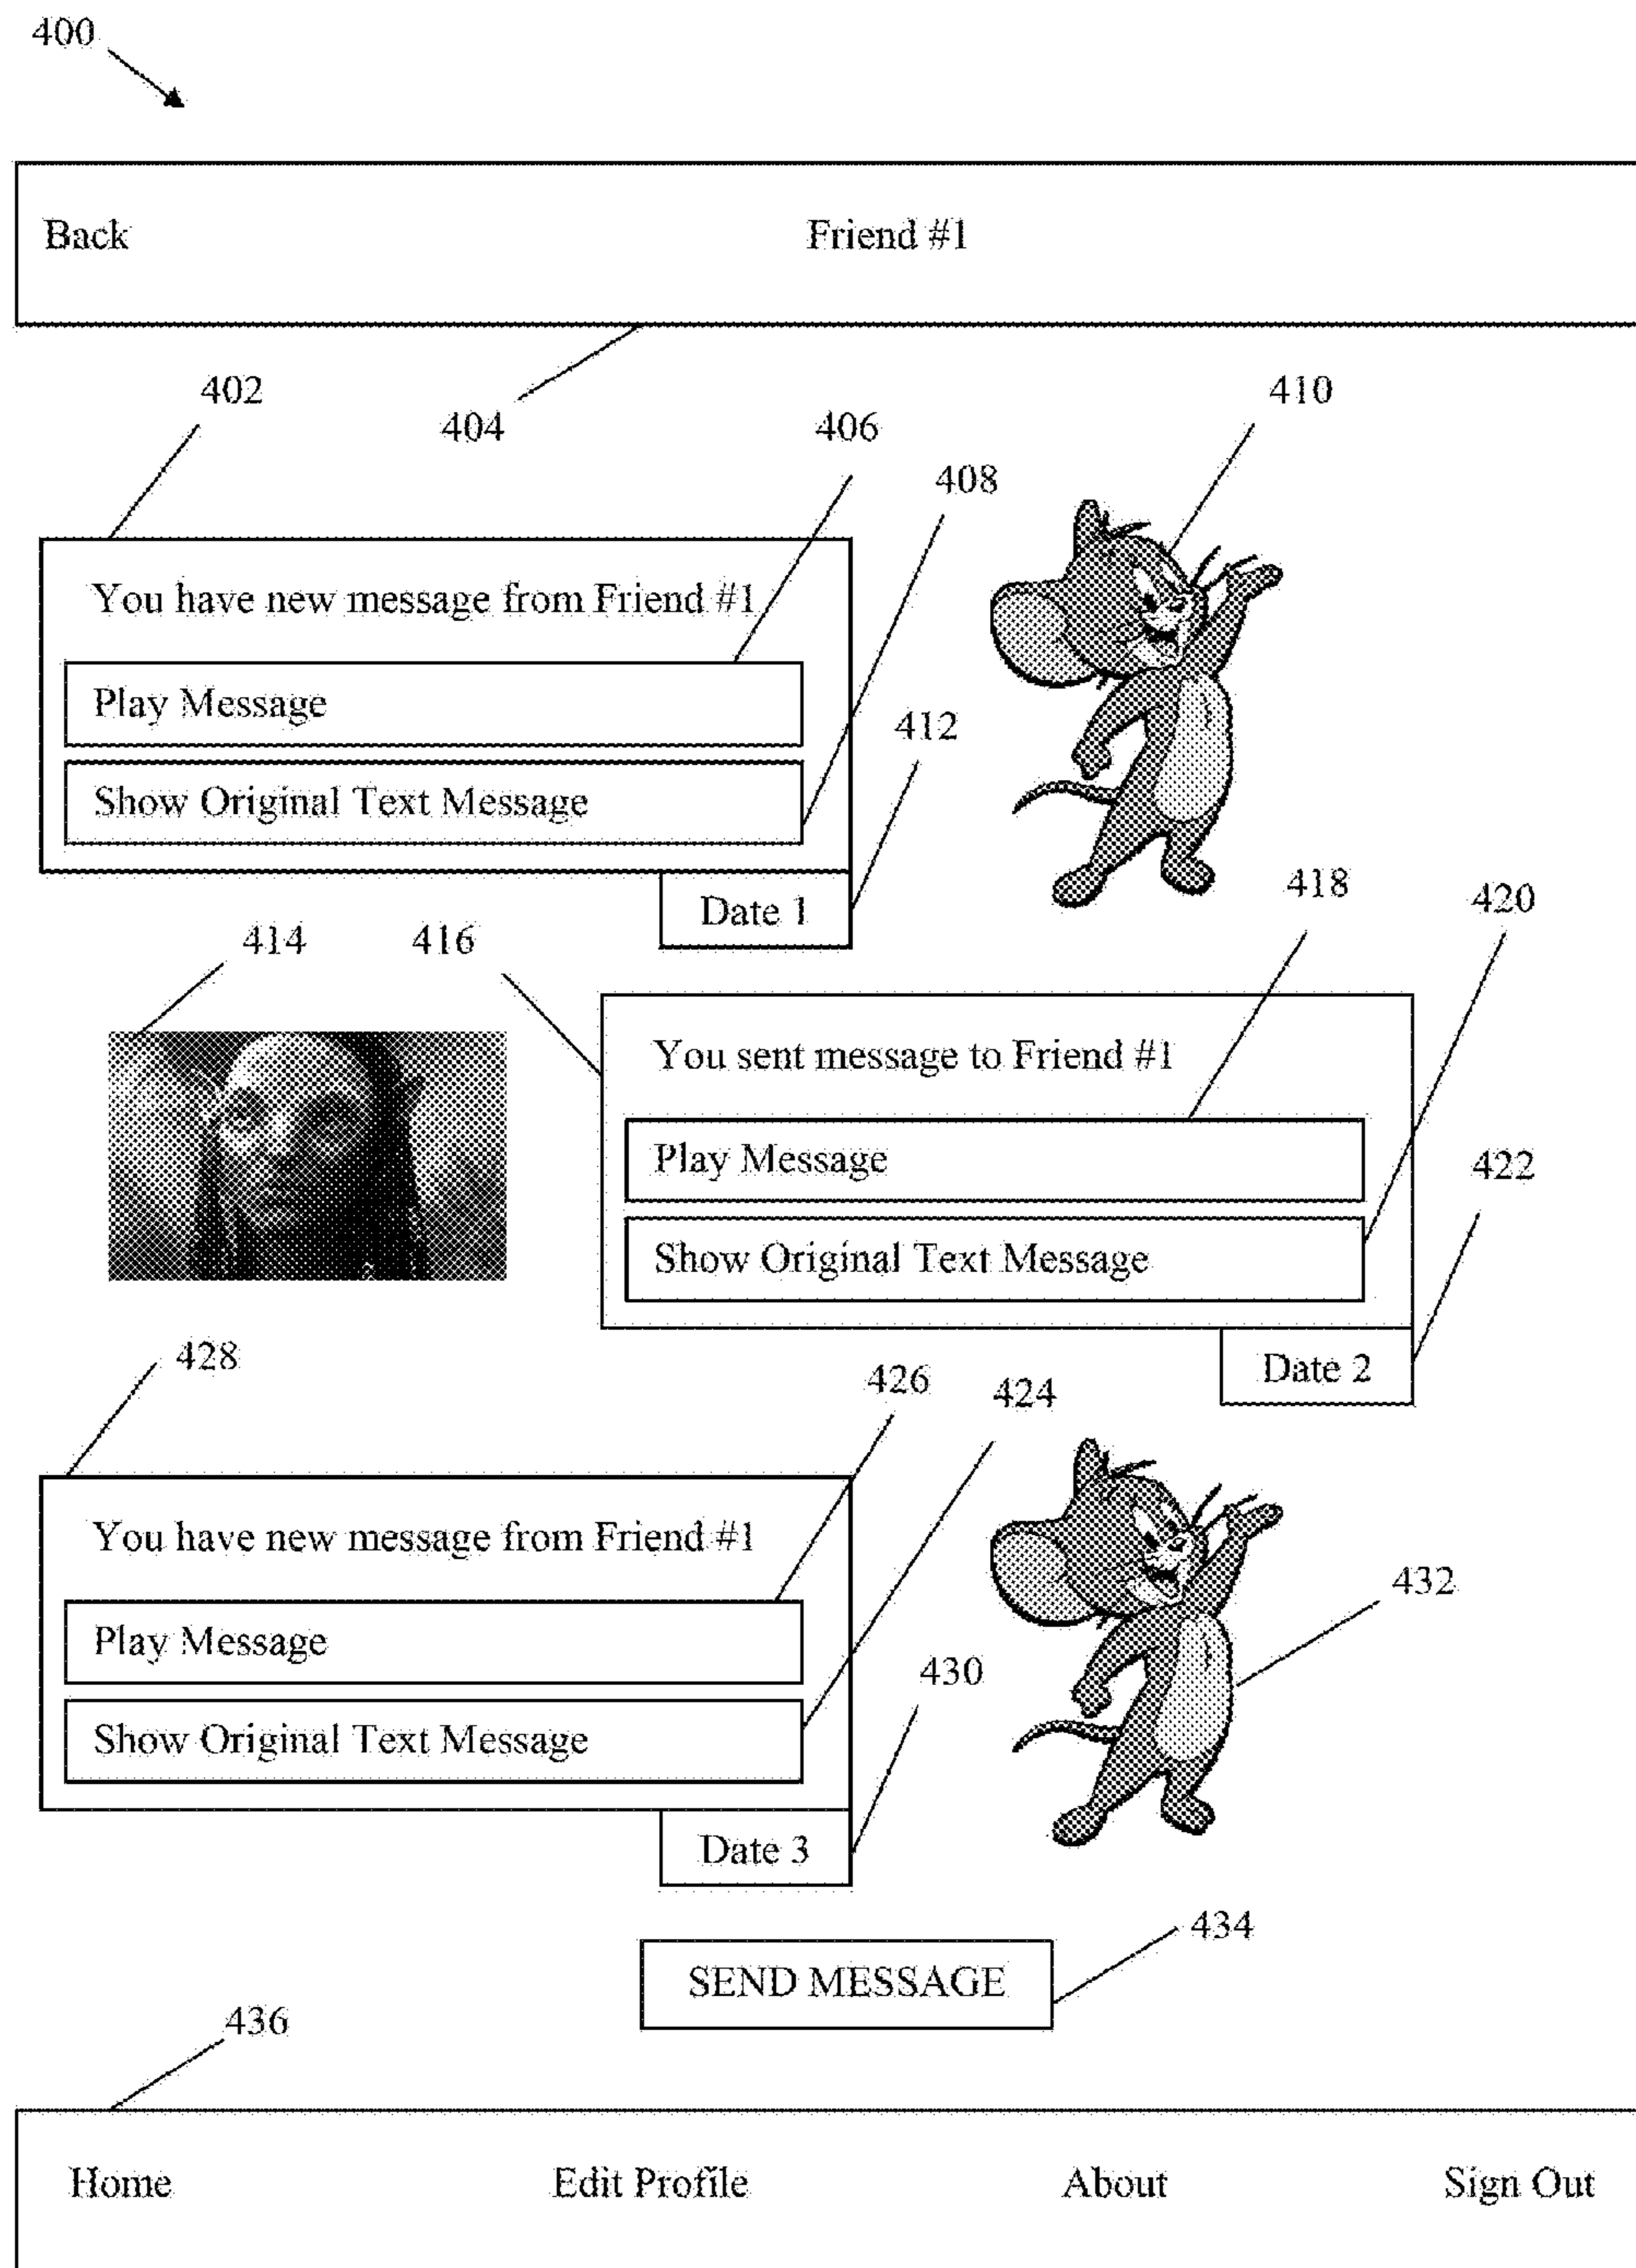 400
Back Friend #1
402
404
406
408
410
You have new message from Friend #1
Play Message
Show Original Text Message
412
Date 1
414
416
418
420
You sent message to Friend #1
Play Message
Show Original Text Message
422
Date 2
428
426
424
You have new message from Friend #1
Play Message
Show Original Text Message
432
430
Date 3
434
SEND MESSAGE
436
Home Edit Profile About Sign Out